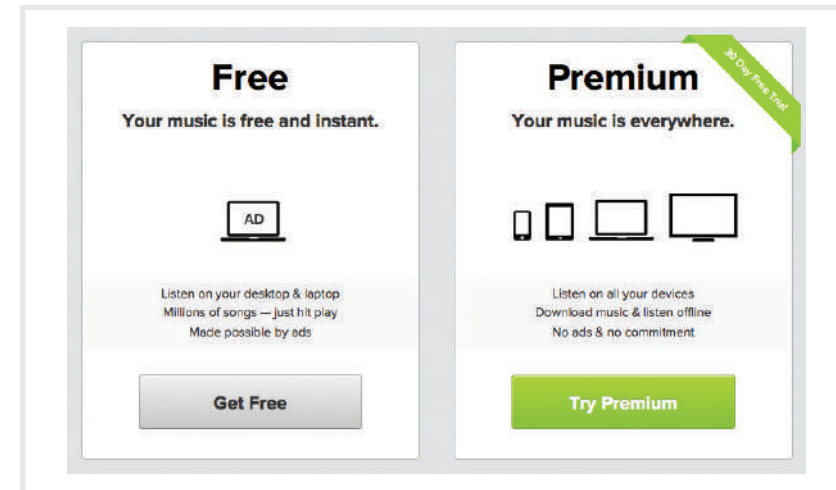 Free
Your music is free and instant.
AD
Listen on your desktop & laptop
Millions of songs — just hit play
Made possible by ads
Get Free
30 Day Free Trial
Premium
Your music is everywhere.
Listen on all your devices
Download music & listen offline
No ads & no commitment
Try Premium